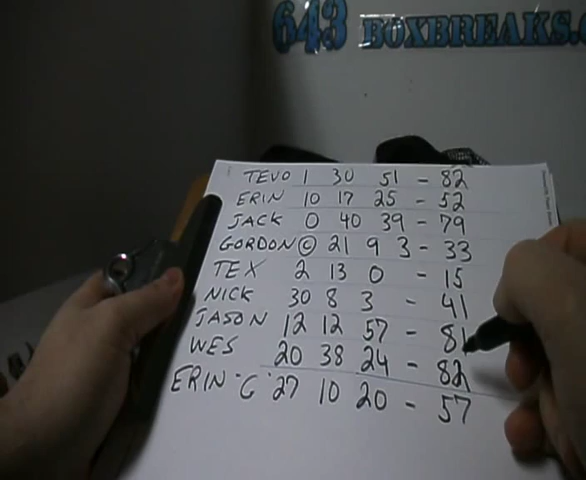 643 BOXBREAKS.C
TEVO 1 30 51 - 82
ERIN 10 17 25 - 52
JACK 0 40 39 - 79
GORDON © 21 9 3 - 33
TEX 2 13 0 - 15
NICK 30 8 3 - 41
JASON 12 12 57 - 81
WES 20 38 24 - 82
ERIN "G" 27 10 20 - 57